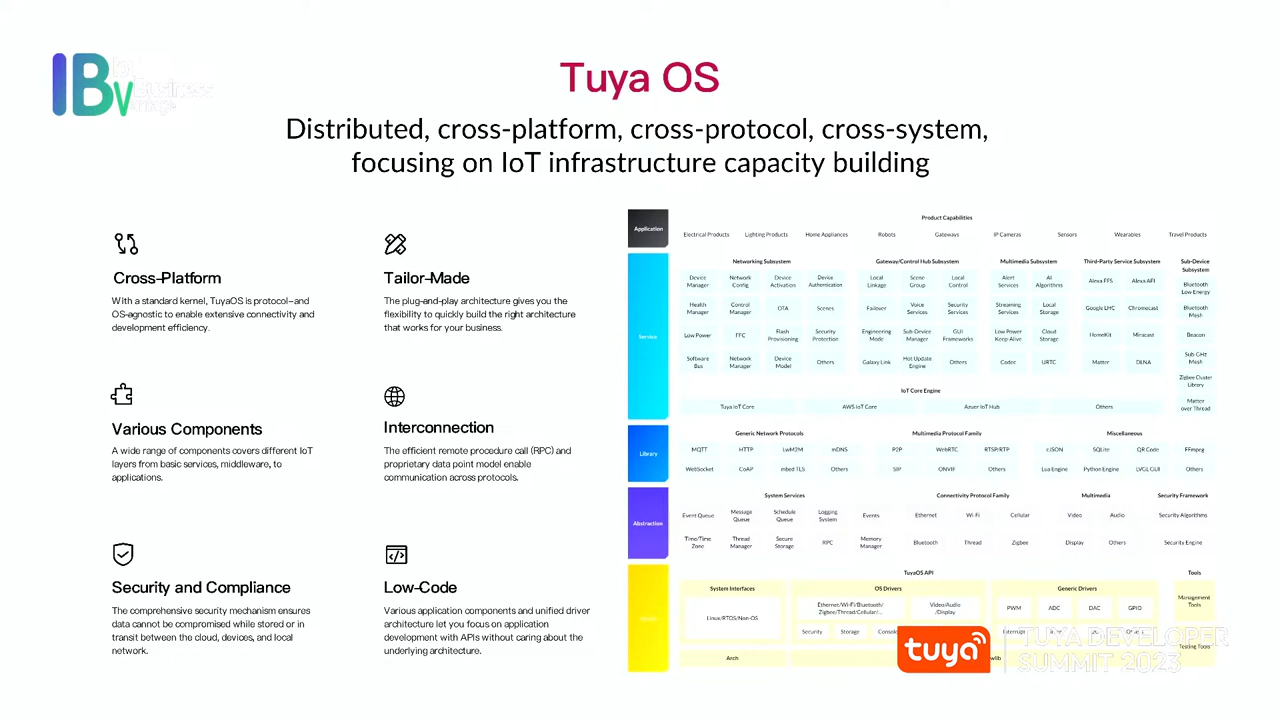 IBV
IoT
Business
Tuya OS
Distributed, cross-platform, cross-protocol, cross-system,
focusing on IoT infrastructure capacity building
Cross-Platform
With a standard kernel, TuyaOS is protocol-and
OS-agnostic to enable extensive connectivity and
development efficiency.
Tailor-Made
The plug-and-play architecture gives you the
flexibility to quickly build the right architecture
that works for your business.
Various Components
A wide range of components covers different IoT
layers from basic services, middleware, to
applications.
Interconnection
The efficient remote procedure call (RPC) and
proprietary data point model enable
communication across protocols.
Security and Compliance
The comprehensive security mechanism ensures
data cannot be compromised while stored or in
transit between the cloud, devices, and local
network.
Low-Code
Various application components and unified driver
architecture let you focus on application
development with APIs without caring about the
underlying architecture.
Application
Product Capabilities
Electrical Products Lighting Products Home Appliances Robots Gateways IP Cameras Sensors Wearables Travel Products
Service
Networking Subsystem
Device
Manager
Network
Config
Device
Activation
Device
Authentication
Health
Manager
Control
Manager
OTA
Scenes
Low Power
FFC
Flash
Provisioning
Security
Protection
Software
Bus
Network
Manager
Device
Model
Others
Gateway/Control Hub Subsystem
Local
Linkage
Scene
Group
Local
Control
Failover
Voice
Services
Security
Services
Engineering
Mode
Sub-Device
Manager
GUI
Frameworks
Galaxy Link
Hot Update
Engine
Others
Multimedia Subsystem
Alert
Services
AI
Algorithms
Streaming
Services
Local
Storage
Low Power
Keep Alive
Cloud
Storage
Codec
URTC
Third-Party Service Subsystem
Alexa FFS
Alexa AFI
Google LHC
Chromecast
HomeKit
Miracast
Matter
DLNA
Sub-Device
Subsystem
Bluetooth
Low Energy
Bluetooth
Mesh
Beacon
Sub GHz
Mesh
Zigbee Cluster
Library
Matter
over Thread
IoT Core Engine
Tuya IoT Core AWS IoT Core Azuer IoT Hub Others
Library
Generic Network Protocols
MQTT HTTP LwM2M mDNS
WebSocket CoAP mbed TLS Others
Multimedia Protocol Family
P2P WebRTC RTSP/RTP
SIP ONVIF Others
Miscellaneous
cJSON SQLite QR Code FFmpeg
Lua Engine Python Engine LVGL GUI Others
Abstraction
System Services
Event Queue
Message
Queue
Schedule
Queue
Logging
System
Events
Time/Time
Zone
Thread
Manager
Secure
Storage
RPC
Memory
Manager
Connectivity Protocol Family
Ethernet Wi-Fi Cellular
Bluetooth Thread Zigbee
Multimedia
Video Audio
Display Others
Security Framework
Security Algorithms
Security Engine
TuyaOS API
System Interfaces
Linux/RTOS/Non-OS
OS Drivers
Ethernet/Wi-Fi/Bluetooth/
Zigbee/Thread/Cellular/...
Video/Audio
/Display
Security Storage
Generic Drivers
PWM ADC DAC GPIO
Interrupt
Arch
Tools
Management
Tools
Testing Tools
tuya
TUYA DEVELOPER
SUMMIT 2023